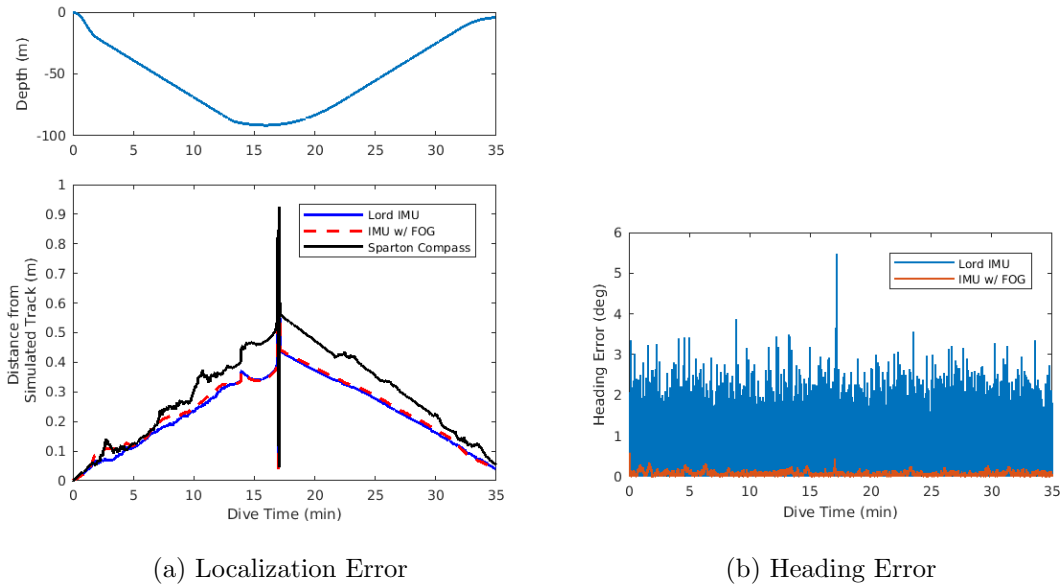 0
-50
-100
Depth (m)
0 5 10 15 20 25 30 35
1
0.9
0.8
0.7
0.6
0.5
0.4
0.3
0.2
0.1
0
Distance from
Simulated Track (m)
Lord IMU
IMU w/ FOG
Sparton Compass
0 5 10 15 20 25 30 35
Dive Time (min)
(a) Localization Error
6
5
4
3
2
1
0
Heading Error (deg)
Lord IMU
IMU w/ FOG
0 5 10 15 20 25 30 35
Dive Time (min)
(b) Heading Error